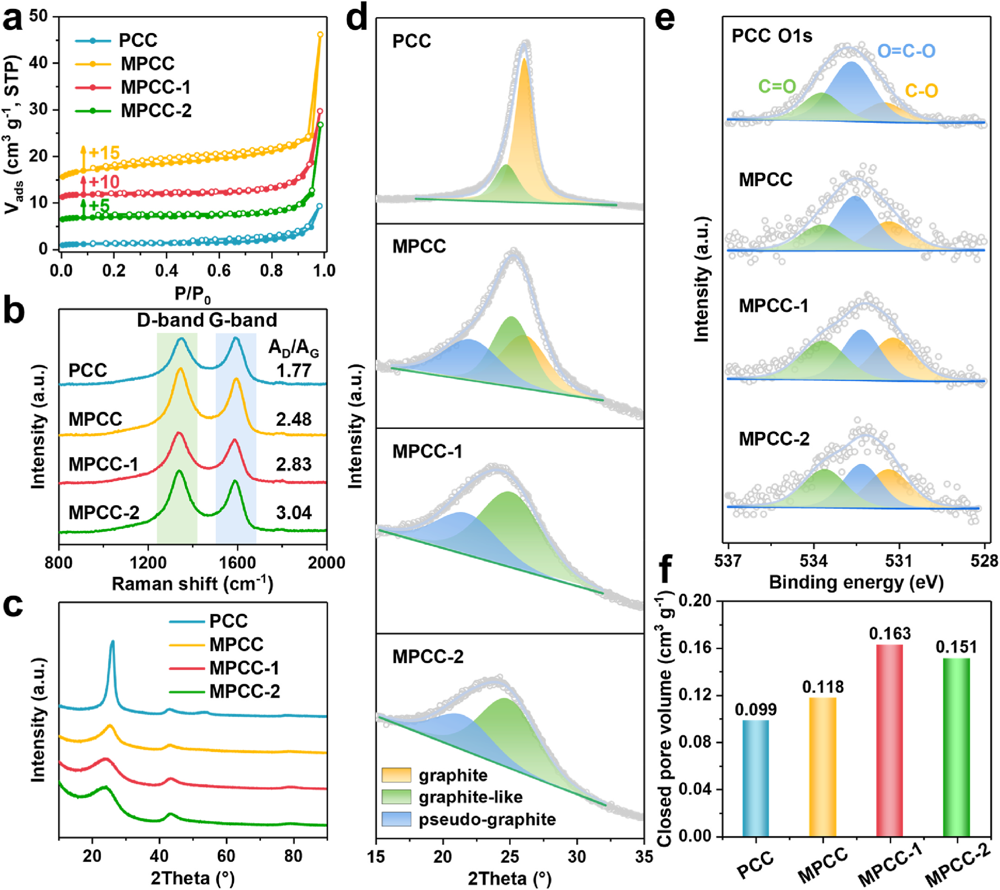 a
50
40
30
20
10
0
V_ads (cm³ g⁻¹, STP)
PCC
MPCC
MPCC-1
MPCC-2
+15
+10
+5
0.0 0.2 0.4 0.6 0.8 1.0
P/P₀
b
D-band G-band
A_D/A_G
PCC 1.77
MPCC 2.48
MPCC-1 2.83
MPCC-2 3.04
Intensity (a.u.)
800 1200 1600 2000
Raman shift (cm⁻¹)
c
PCC
MPCC
MPCC-1
MPCC-2
Intensity (a.u.)
20 40 60 80
2Theta (°)
d
PCC
MPCC
MPCC-1
MPCC-2
graphite
graphite-like
pseudo-graphite
Intensity (a.u.)
15 20 25 30 35
2Theta (°)
e
PCC O1s
O=C-O
C=O
C-O
MPCC
MPCC-1
MPCC-2
Intensity (a.u.)
537 534 531 528
Binding energy (eV)
f
Closed pore volume (cm³ g⁻¹)
0.20
0.16
0.12
0.08
0.04
0.00
0.099
0.118
0.163
0.151
PCC MPCC MPCC-1 MPCC-2